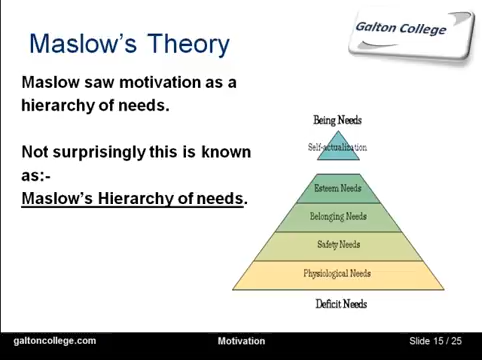 Maslow's Theory
Galton College
Maslow saw motivation as a
hierarchy of needs.
Not surprisingly this is known
as:-
Maslow's Hierarchy of needs.
Being Needs
Self-actualization
Esteem Needs
Belonging Needs
Safety Needs
Physiological Needs
Deficit Needs
galtoncollege.com
Motivation
Slide 15 / 25